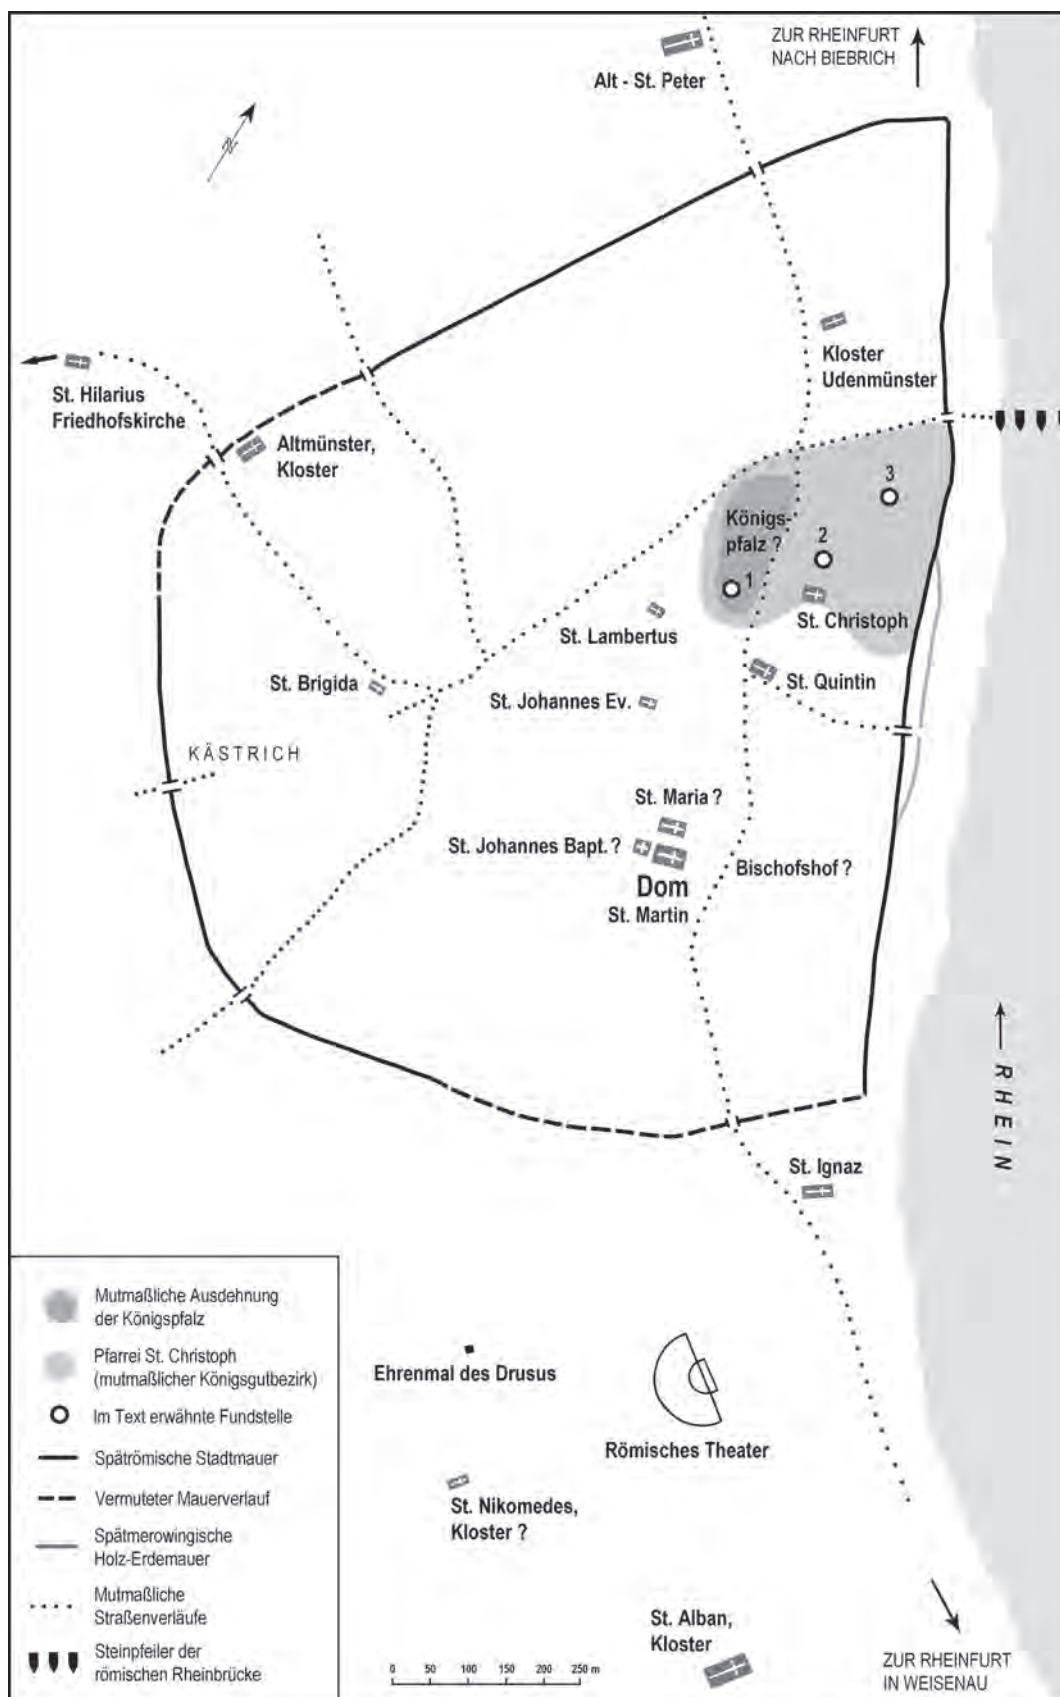 ZUR RHEINFURT
NACH BIEBRICH
Alt - St. Peter
N
Kloster
Udenmünster
St. Hilarius
Friedhofskirche
Altmünster,
Kloster
3
Königs-
pfalz ?
2
1
St. Christoph
St. Lambertus
St. Quintin
St. Brigida
St. Johannes Ev.
KÄSTRICH
St. Maria ?
St. Johannes Bapt. ?
Bischofshof ?
Dom
St. Martin
RHEIN
St. Ignaz
Mutmaßliche Ausdehnung
der Königspfalz
Pfarrei St. Christoph
(mutmaßlicher Königsgutbezirk)
Im Text erwähnte Fundstelle
Spätrömische Stadtmauer
Vermuteter Mauerverlauf
Spätmerowingische
Holz-Erdemauer
Mutmaßliche
Straßenverläufe
Steinpfeiler der
römischen Rheinbrücke
Ehrenmal des Drusus
Römisches Theater
St. Nikomedes,
Kloster ?
St. Alban,
Kloster
0 50 100 150 200 250 m
ZUR RHEINFURT
IN WEISENAU